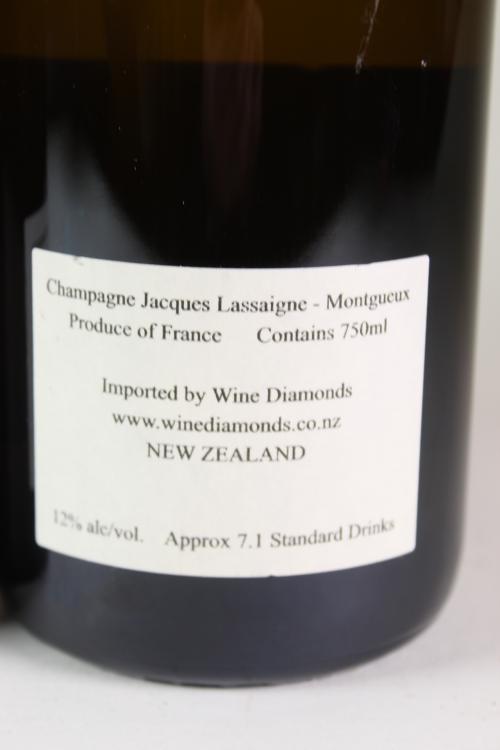 Champagne Jacques Lassaigne - Montgueux
Produce of France Contains 750ml
Imported by Wine Diamonds
www.winediamonds.co.nz
NEW ZEALAND
12% alc/vol. Approx 7.1 Standard Drinks